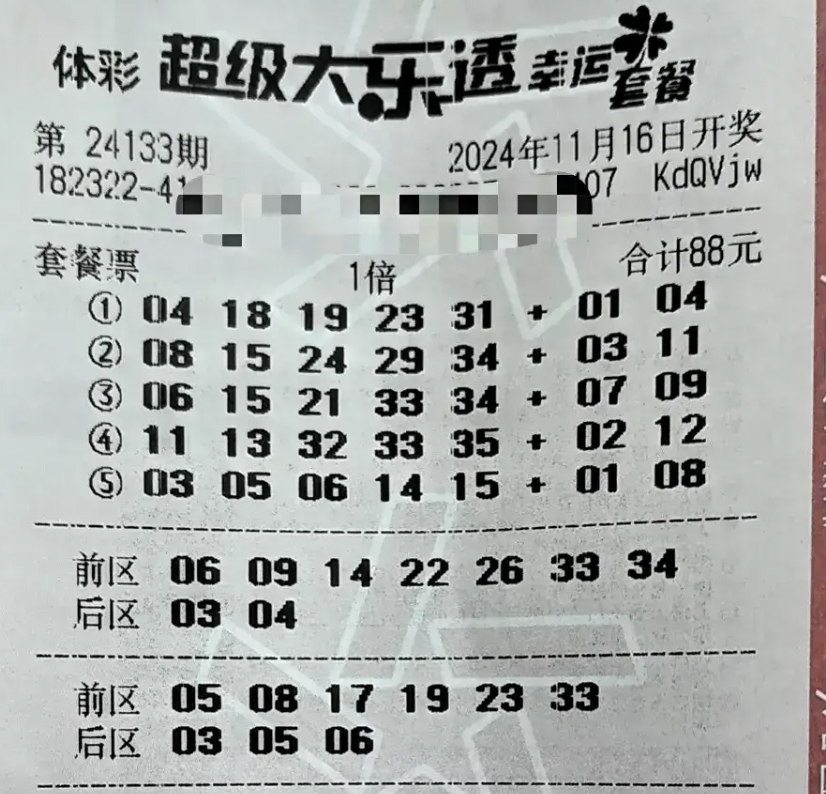 体彩 超级大乐透 幸运套餐
第 24133期 2024年11月16日开奖
182322-41 07 KdQVjw
套餐票 1倍 合计88元
① 04 18 19 23 31 + 01 04
② 08 15 24 29 34 + 03 11
③ 06 15 21 33 34 + 07 09
④ 11 13 32 33 35 + 02 12
⑤ 03 05 06 14 15 + 01 08
前区 06 09 14 22 26 33 34
后区 03 04
前区 05 08 17 19 23 33
后区 03 05 06